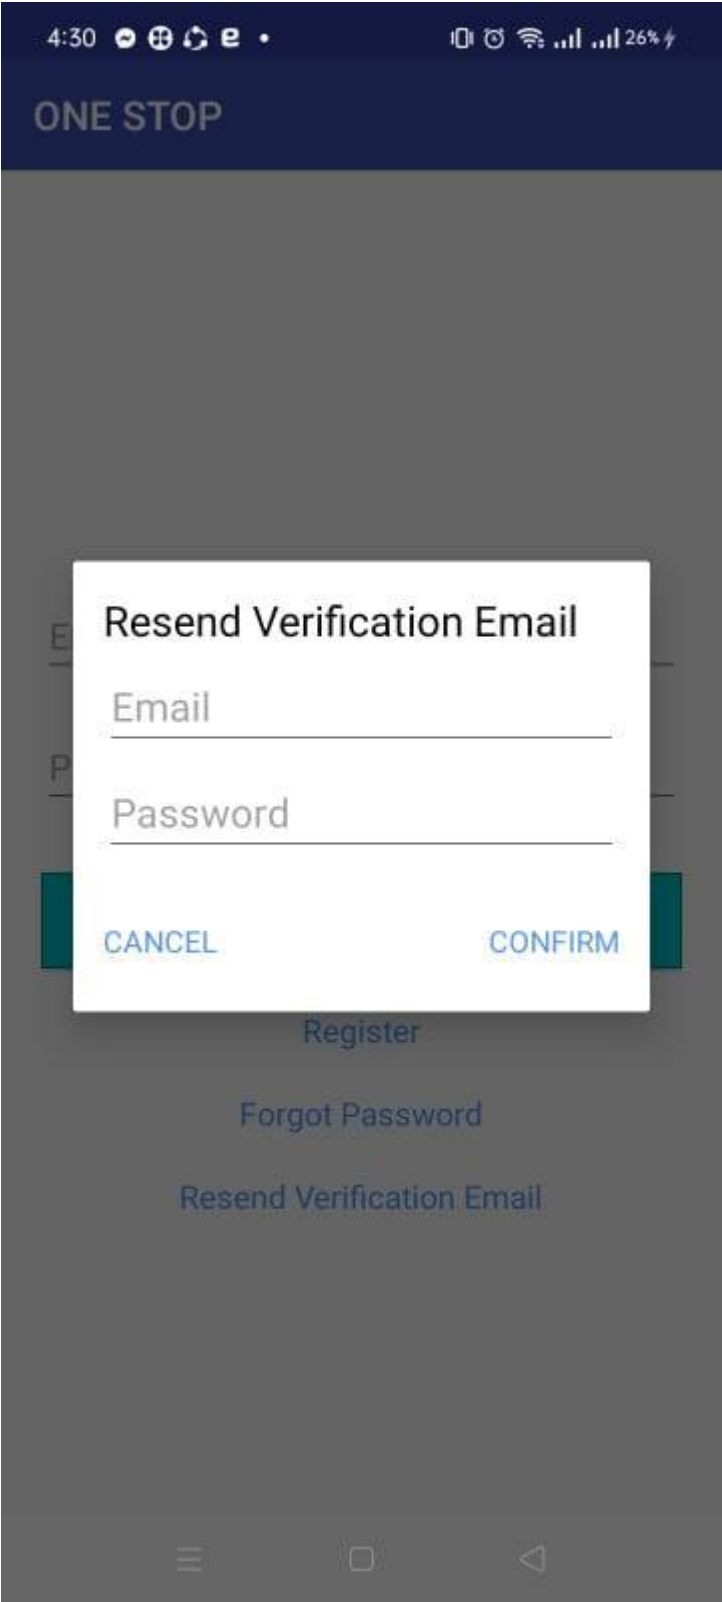 4:30 26%
ONE STOP
Resend Verification Email
E
Email
P
Password
CANCEL CONFIRM
Register
Forgot Password
Resend Verification Email